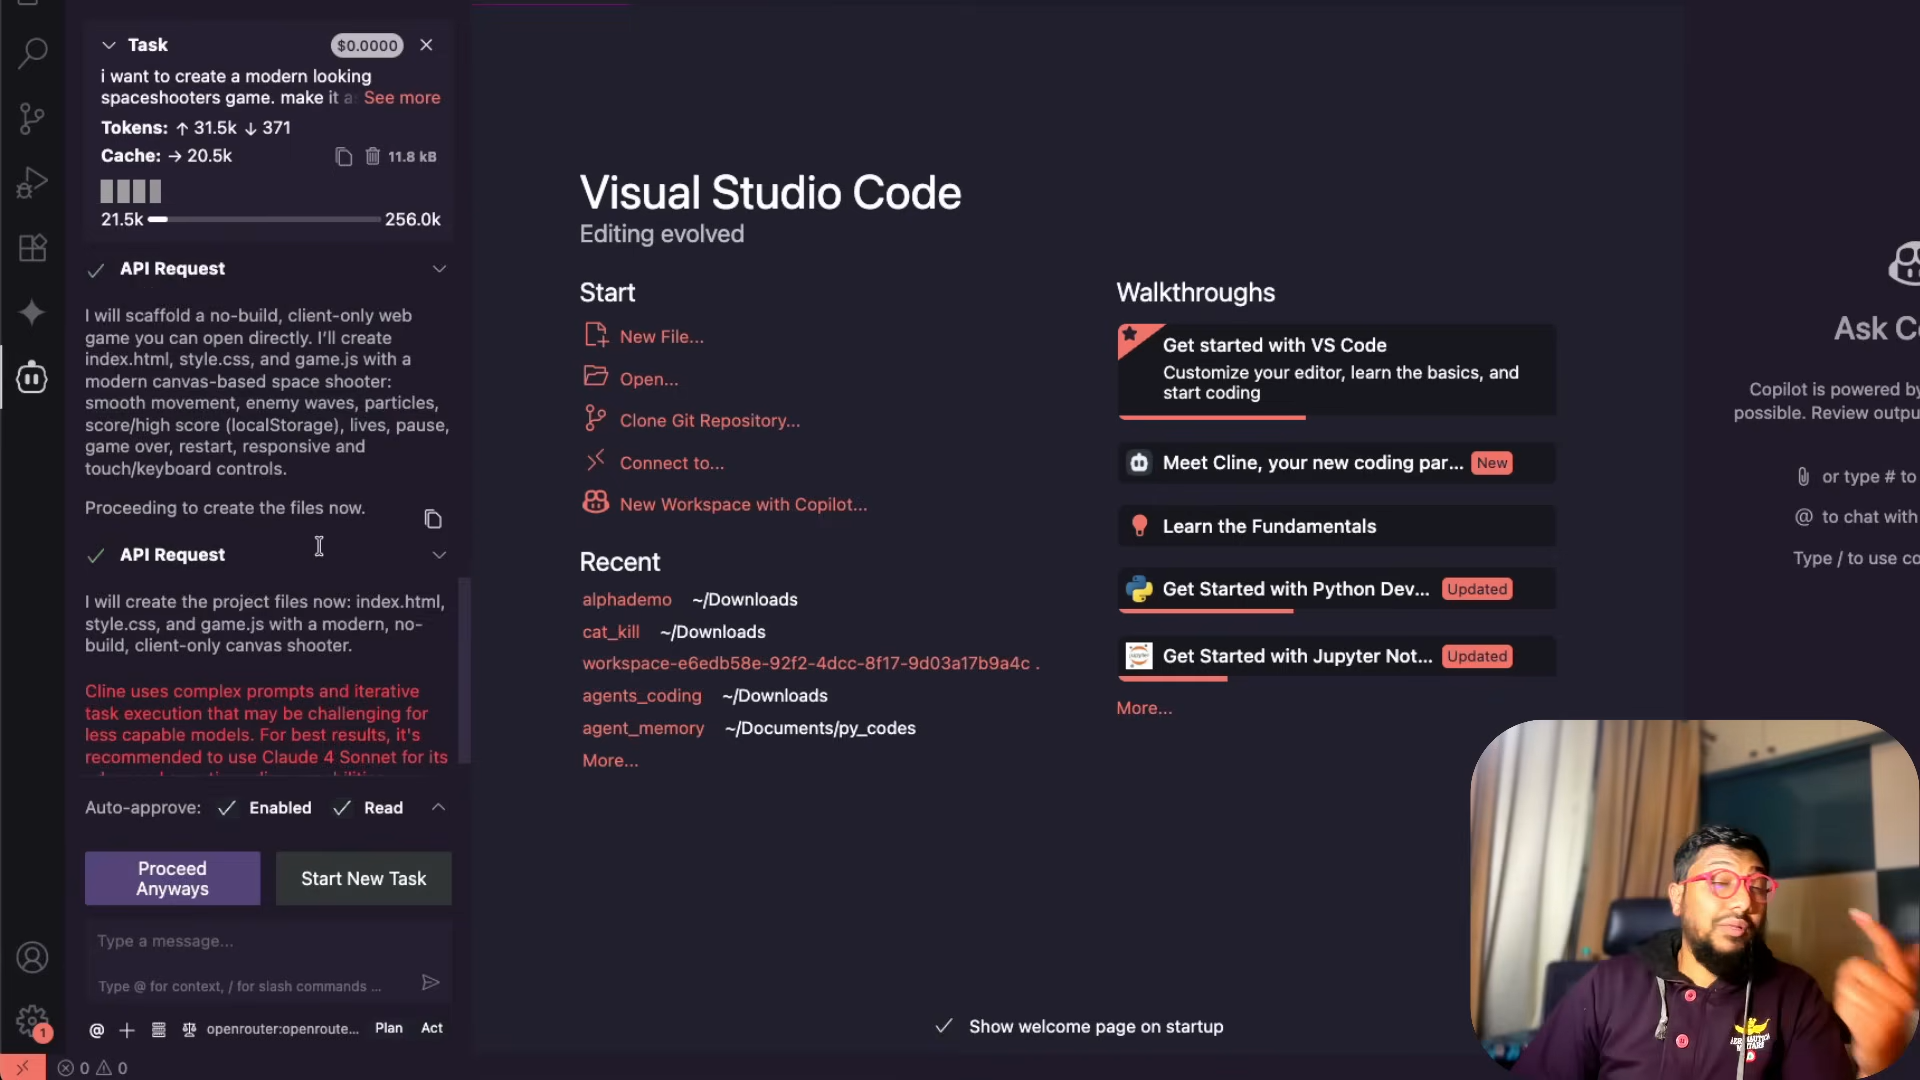 Task
$0.0000
i want to create a modern looking
spaceshooters game. make it a
See more
Tokens: ↑ 31.5k ↓ 371
Cache: → 20.5k
11.8 kB
21.5k
256.0k
API Request
I will scaffold a no-build, client-only web
game you can open directly. I'll create
index.html, style.css, and game.js with a
modern canvas-based space shooter:
smooth movement, enemy waves, particles,
score/high score (localStorage), lives, pause,
game over, restart, responsive and
touch/keyboard controls.
Proceeding to create the files now.
API Request
I will create the project files now: index.html,
style.css, and game.js with a modern, no-
build, client-only canvas shooter.
Cline uses complex prompts and iterative
task execution that may be challenging for
less capable models. For best results, it's
recommended to use Claude 4 Sonnet for its
Auto-approve: ✓ Enabled ✓ Read
Proceed
Anyways
Start New Task
Type a message...
Type @ for context, / for slash commands ...
@
openrouter:openroute...
Plan
Act
0
0
1
Visual Studio Code
Editing evolved
Start
New File...
Open...
Clone Git Repository...
Connect to...
New Workspace with Copilot...
Recent
alphademo ~/Downloads
cat_kill ~/Downloads
workspace-e6edb58e-92f2-4dcc-8f17-9d03a17b9a4c .
agents_coding ~/Downloads
agent_memory ~/Documents/py_codes
More...
Walkthroughs
Get started with VS Code
Customize your editor, learn the basics, and
start coding
Meet Cline, your new coding par... New
Learn the Fundamentals
Get Started with Python Dev... Updated
Get Started with Jupyter Not... Updated
More...
✓ Show welcome page on startup
Ask C
Copilot is powered by
possible. Review outpu
or type # to
@ to chat with
Type / to use co